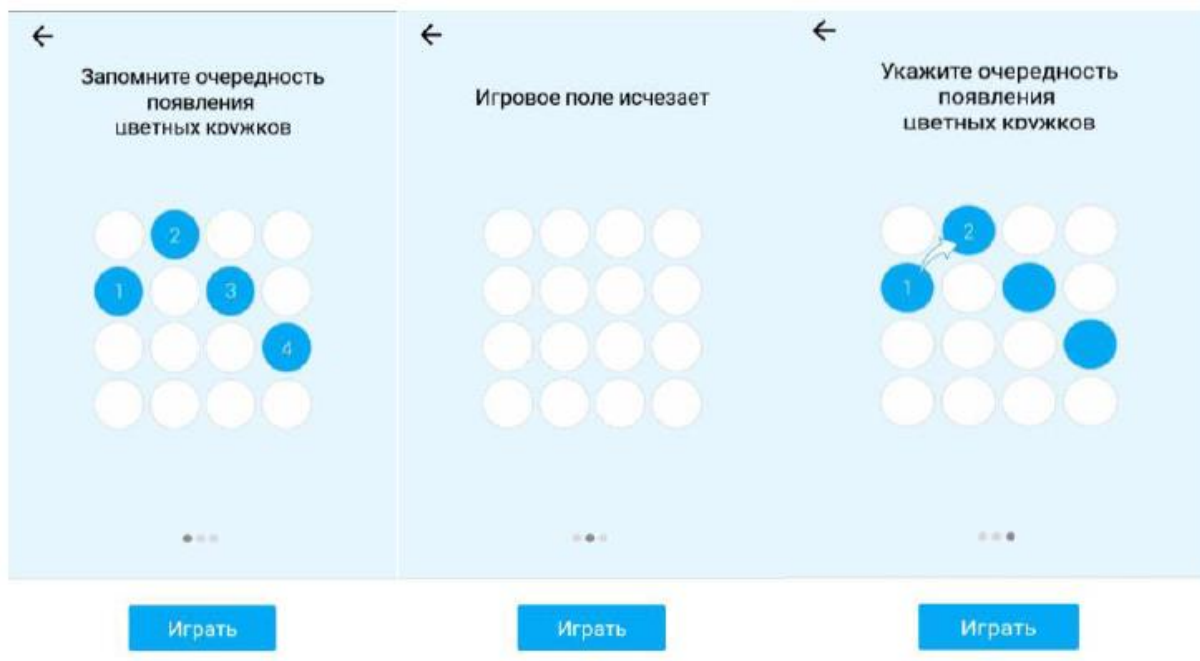 Запомните очередность
появления
цветных кружков
2
1
3
4
Играть
Игровое поле исчезает
Играть
Укажите очередность
появления
цветных кружков
2
1
Играть